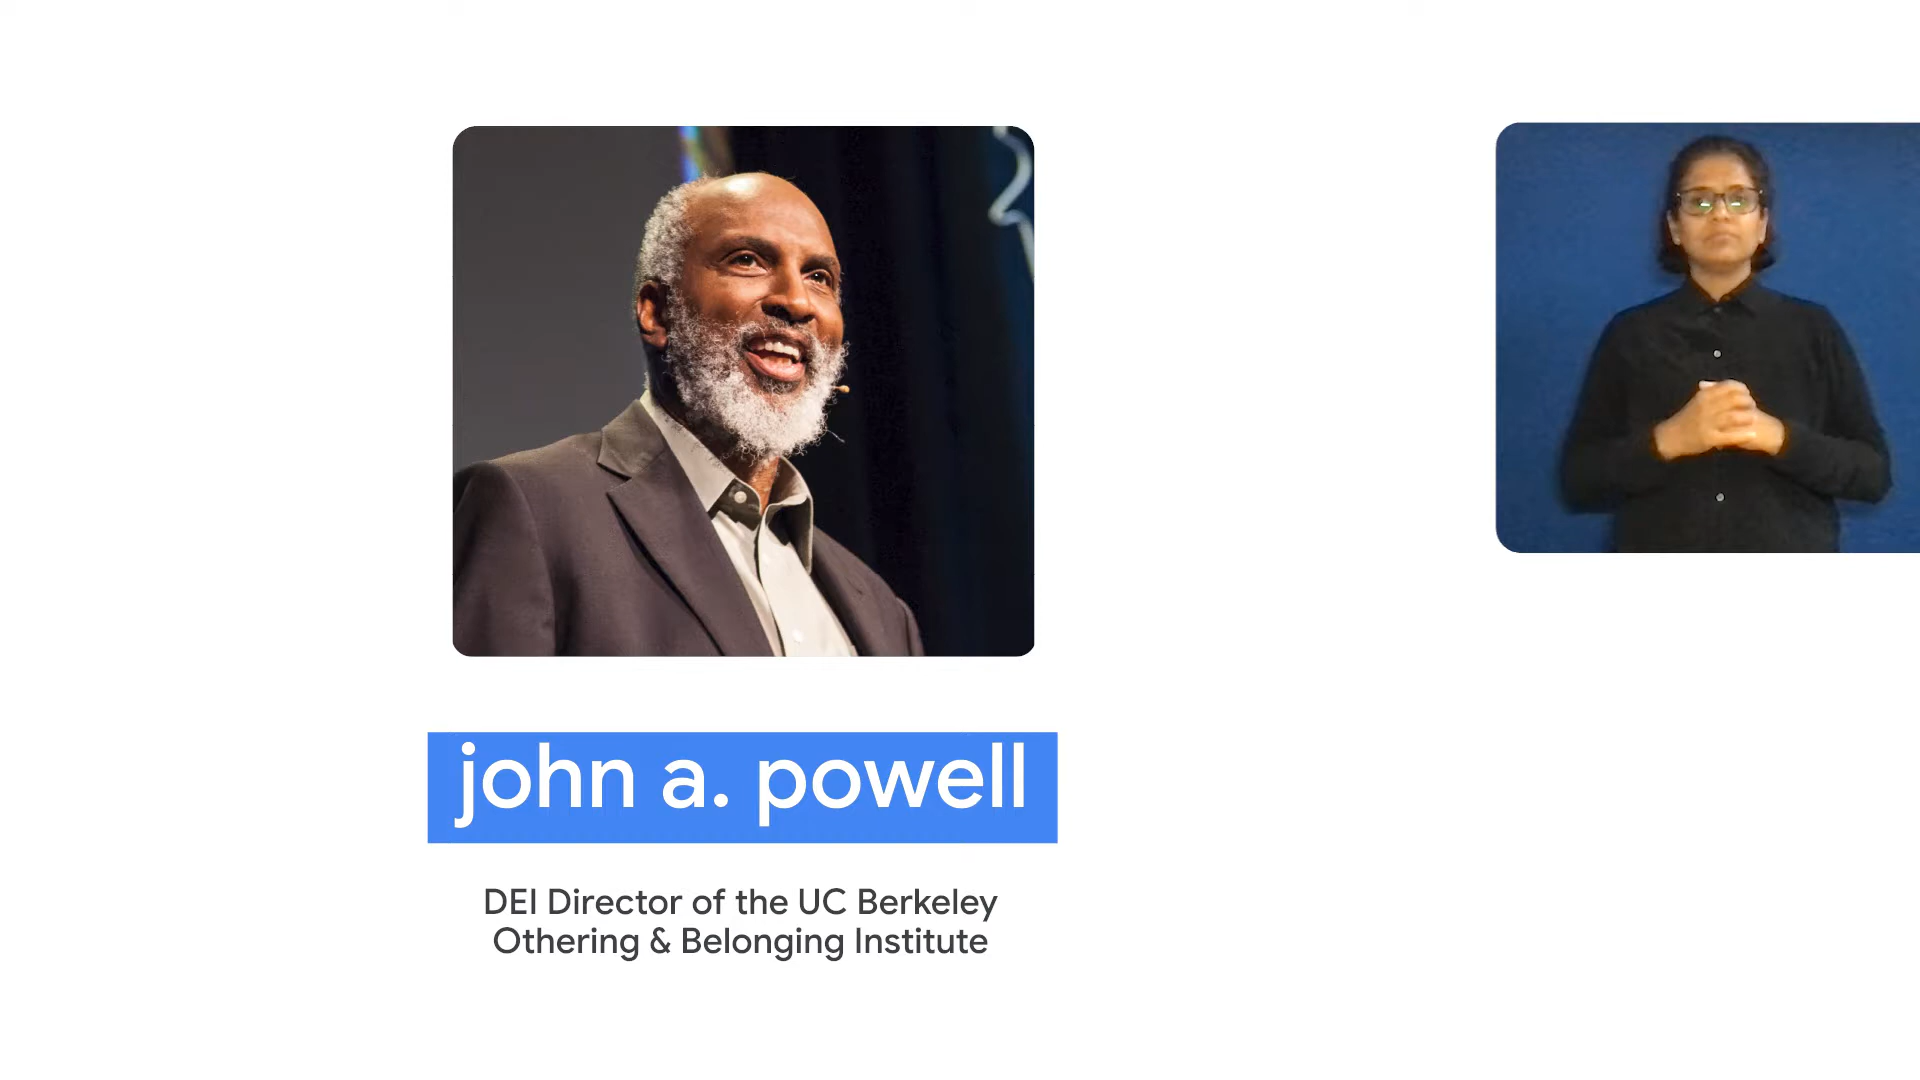 john a. powell
DEI Director of the UC Berkeley
Othering & Belonging Institute